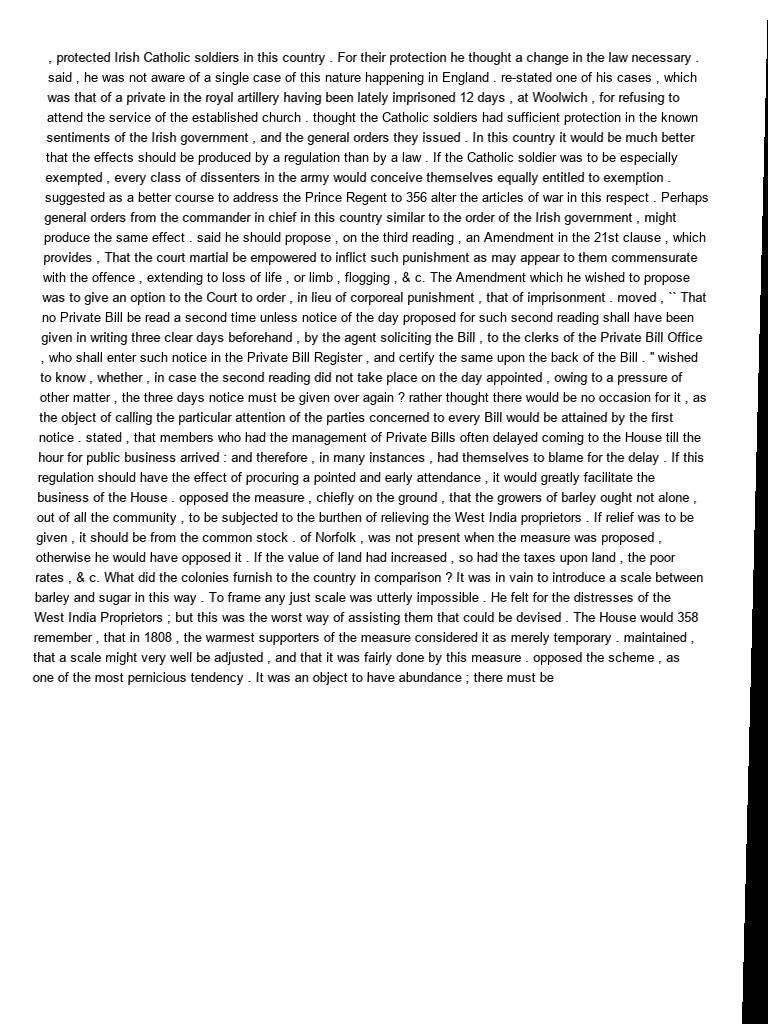 , protected Irish Catholic soldiers in this country . For their protection he thought a change in the law necessary .
said , he was not aware of a single case of this nature happening in England . re-stated one of his cases , which
was that of a private in the royal artillery having been lately imprisoned 12 days , at Woolwich , for refusing to
attend the service of the established church . thought the Catholic soldiers had sufficient protection in the known
sentiments of the Irish government , and the general orders they issued . In this country it would be much better
that the effects should be produced by a regulation than by a law . If the Catholic soldier was to be especially
exempted , every class of dissenters in the army would conceive themselves equally entitled to exemption .
suggested as a better course to address the Prince Regent to 356 alter the articles of war in this respect . Perhaps
general orders from the commander in chief in this country similar to the order of the Irish government , might
produce the same effect . said he should propose , on the third reading , an Amendment in the 21st clause , which
provides , That the court martial be empowered to inflict such punishment as may appear to them commensurate
with the offence , extending to loss of life , or limb , flogging , & c. The Amendment which he wished to propose
was to give an option to the Court to order , in lieu of corporeal punishment , that of imprisonment . moved , `` That
no Private Bill be read a second time unless notice of the day proposed for such second reading shall have been
given in writing three clear days beforehand , by the agent soliciting the Bill , to the clerks of the Private Bill Office
, who shall enter such notice in the Private Bill Register , and certify the same upon the back of the Bill . " wished
to know , whether , in case the second reading did not take place on the day appointed , owing to a pressure of
other matter , the three days notice must be given over again ? rather thought there would be no occasion for it , as
the object of calling the particular attention of the parties concerned to every Bill would be attained by the first
notice . stated , that members who had the management of Private Bills often delayed coming to the House till the
hour for public business arrived : and therefore , in many instances , had themselves to blame for the delay . If this
regulation should have the effect of procuring a pointed and early attendance , it would greatly facilitate the
business of the House . opposed the measure , chiefly on the ground , that the growers of barley ought not alone ,
out of all the community , to be subjected to the burthen of relieving the West India proprietors . If relief was to be
given , it should be from the common stock . of Norfolk , was not present when the measure was proposed ,
otherwise he would have opposed it . If the value of land had increased , so had the taxes upon land , the poor
rates , & c. What did the colonies furnish to the country in comparison ? It was in vain to introduce a scale between
barley and sugar in this way . To frame any just scale was utterly impossible . He felt for the distresses of the
West India Proprietors ; but this was the worst way of assisting them that could be devised . The House would 358
remember , that in 1808 , the warmest supporters of the measure considered it as merely temporary . maintained ,
that a scale might very well be adjusted , and that it was fairly done by this measure . opposed the scheme , as
one of the most pernicious tendency . It was an object to have abundance ; there must be